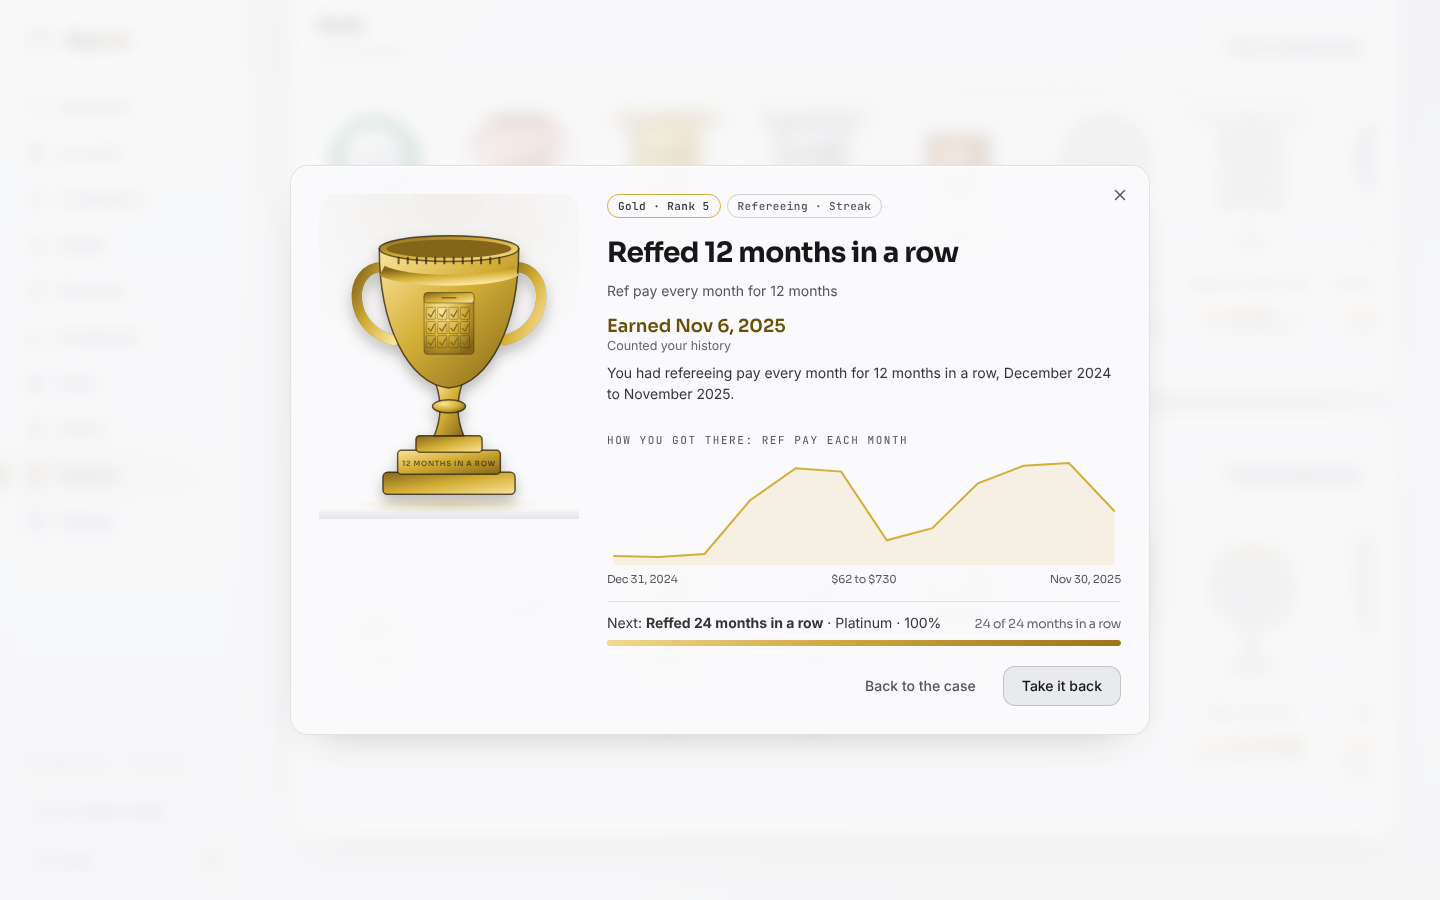 Gold · Rank 5
Refereeing · Streak
Reffed 12 months in a row
Ref pay every month for 12 months
Earned Nov 6, 2025
Counted your history
You had refereeing pay every month for 12 months in a row, December 2024
to November 2025.
12 MONTHS IN A ROW
HOW YOU GOT THERE: REF PAY EACH MONTH
Dec 31, 2024
$62 to $730
Nov 30, 2025
Next: Reffed 24 months in a row · Platinum · 100%
24 of 24 months in a row
Back to the case
Take it back